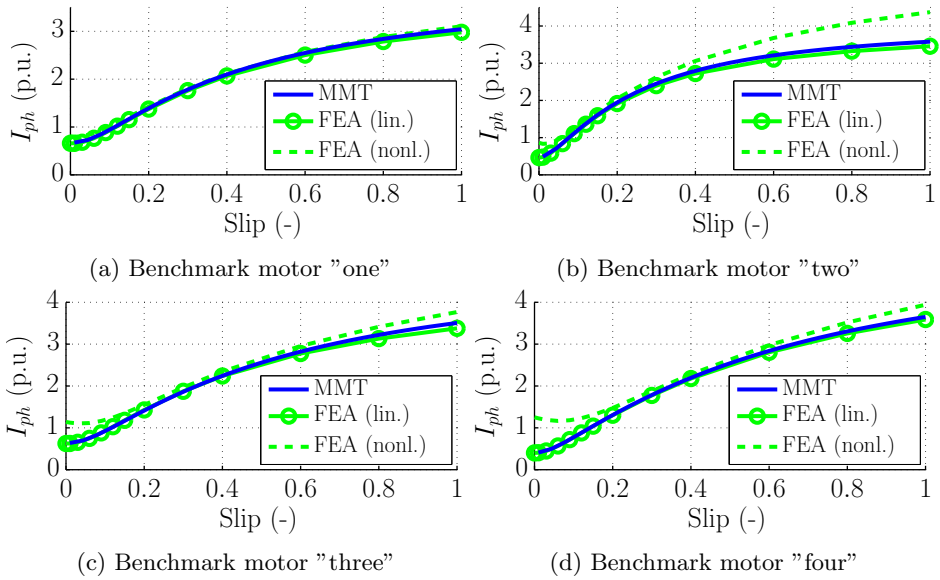 3
2
1
0
I_ph (p.u.)
MMT
FEA (lin.)
FEA (nonl.)
0 0.2 0.4 0.6 0.8 1
Slip (-)
(a) Benchmark motor ”one”
4
3
2
1
0
I_ph (p.u.)
MMT
FEA (lin.)
FEA (nonl.)
0 0.2 0.4 0.6 0.8 1
Slip (-)
(b) Benchmark motor ”two”
4
3
2
1
0
I_ph (p.u.)
MMT
FEA (lin.)
FEA (nonl.)
0 0.2 0.4 0.6 0.8 1
Slip (-)
(c) Benchmark motor ”three”
4
3
2
1
0
I_ph (p.u.)
MMT
FEA (lin.)
FEA (nonl.)
0 0.2 0.4 0.6 0.8 1
Slip (-)
(d) Benchmark motor ”four”